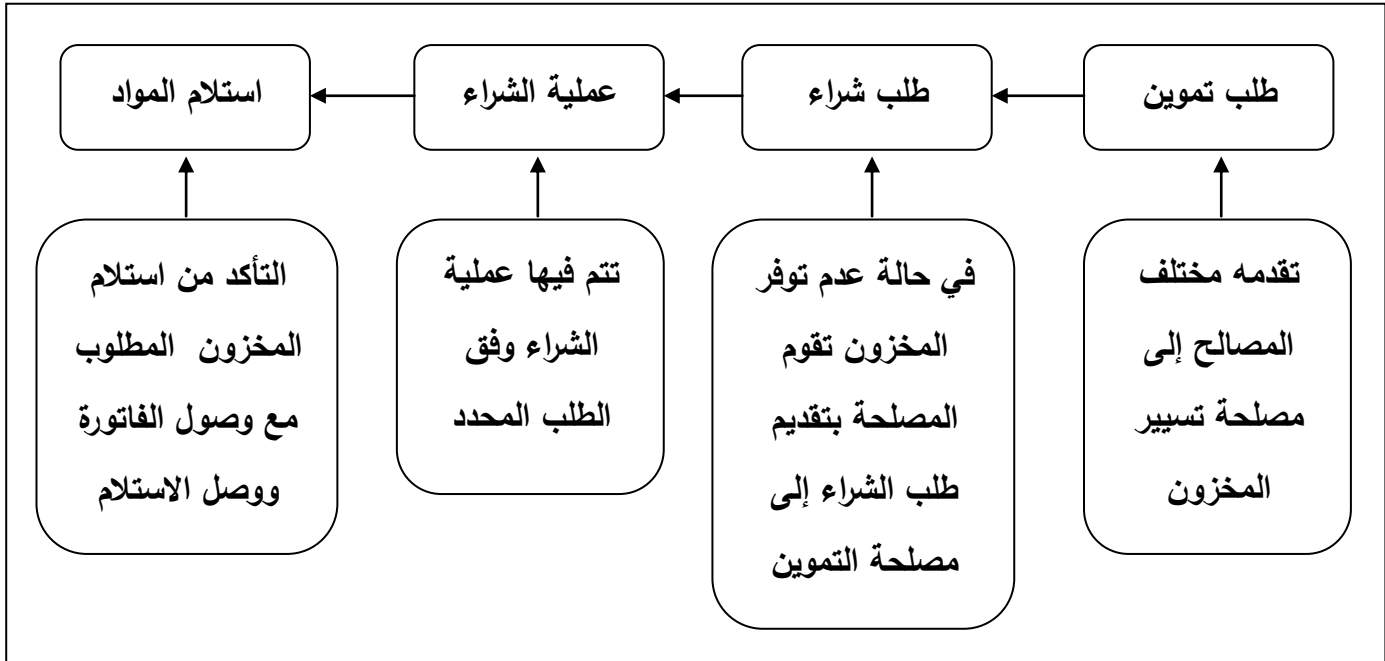 طلب تموين
طلب شراء
عملية الشراء
استلام المواد
تقدمه مختلف
المصالح إلى
مصلحة تسيير
المخزون
في حالة عدم توفر
المخزون تقوم
المصلحة بتقديم
طلب الشراء إلى
مصلحة التموين
تتم فيها عملية
الشراء وفق
الطلب المحدد
التأكد من استلام
المخزون المطلوب
مع وصول الفاتورة
ووصل الاستلام